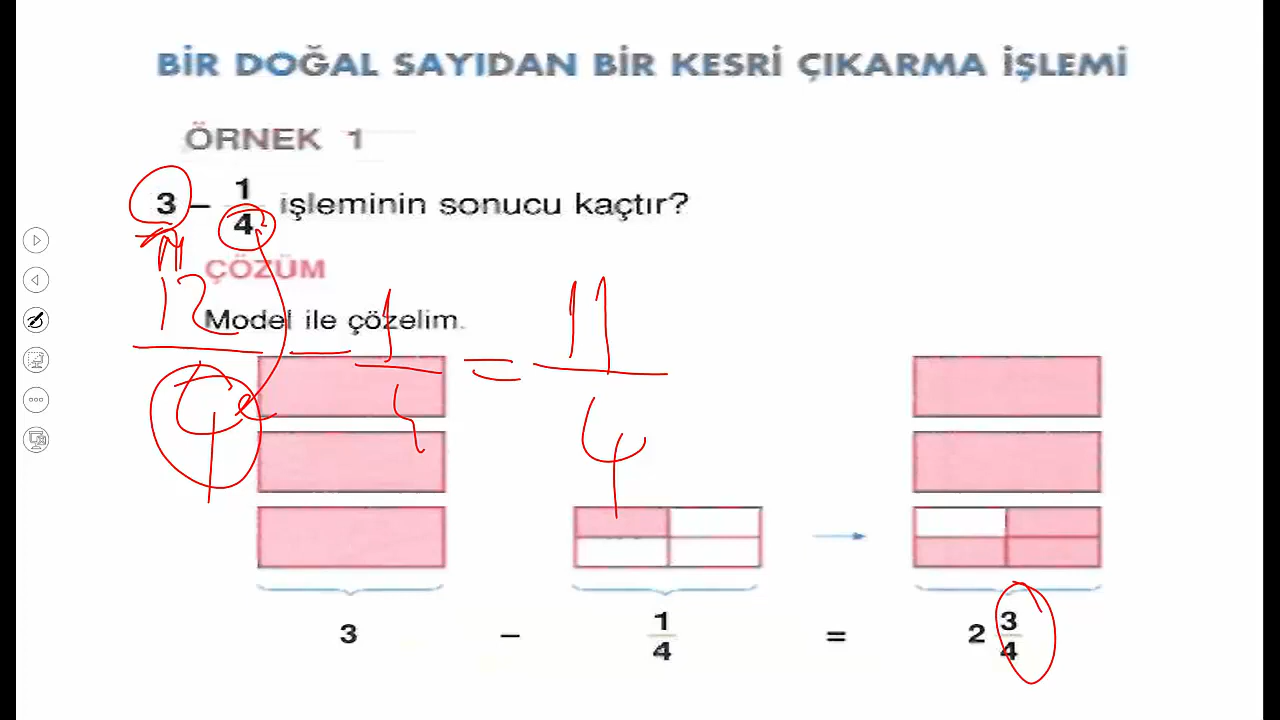 BİR DOĞAL SAYIDAN BİR KESRİ ÇIKARMA İŞLEMİ
ÖRNEK 1
3 - 1/4 işleminin sonucu kaçtır?
ÇÖZÜM
Model ile çözelim.
12/4 - 1/4 = 11/4
3 - 1/4 = 2 3/4